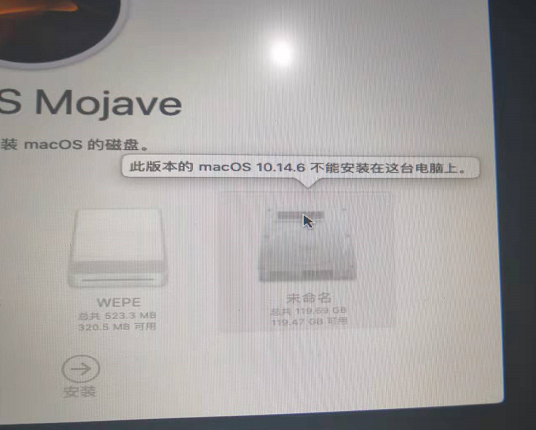 S Mojave
装 macOS 的磁盘。
此版本的 macOS 10.14.6 不能安装在这台电脑上。
WEPE
总共 523.3 MB
320.5 MB 可用
未命名
总共 119.69 GB
119.47 GB 可用
安装